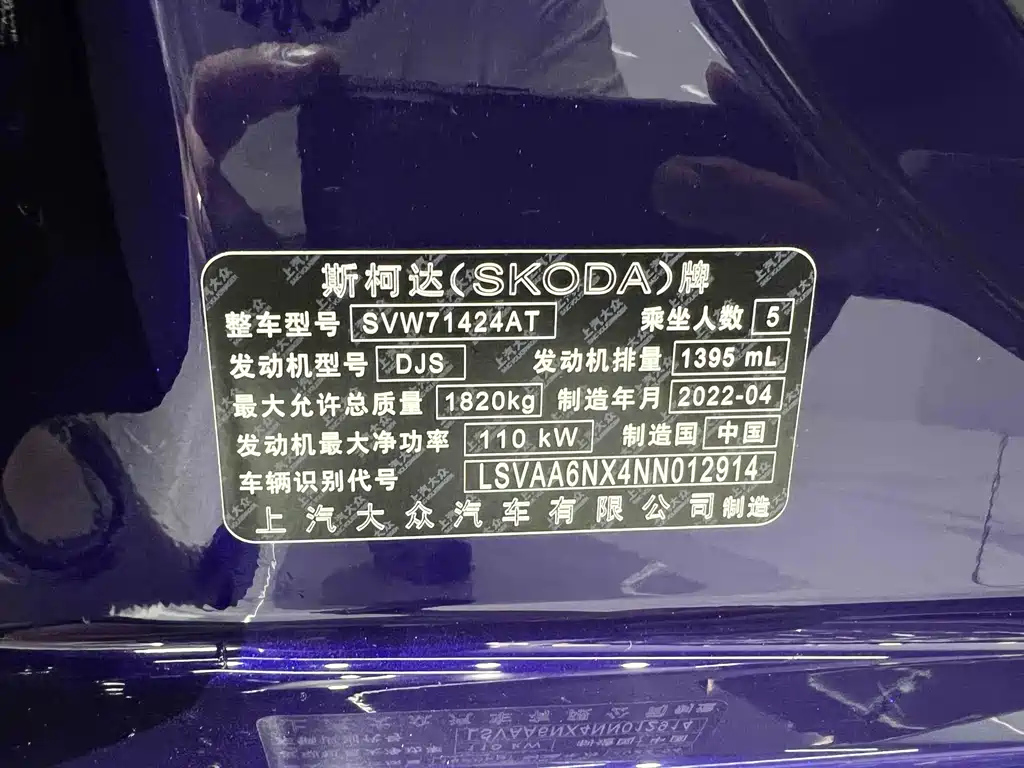 斯柯达(SKODA)牌
整车型号 SVW71424AT 乘坐人数 5
发动机型号 DJS 发动机排量 1395 mL
最大允许总质量 1820kg 制造年月 2022-04
发动机最大净功率 110 kW 制造国 中国
车辆识别代号 LSVAA6NX4NN012914
上汽大众汽车有限公司制造